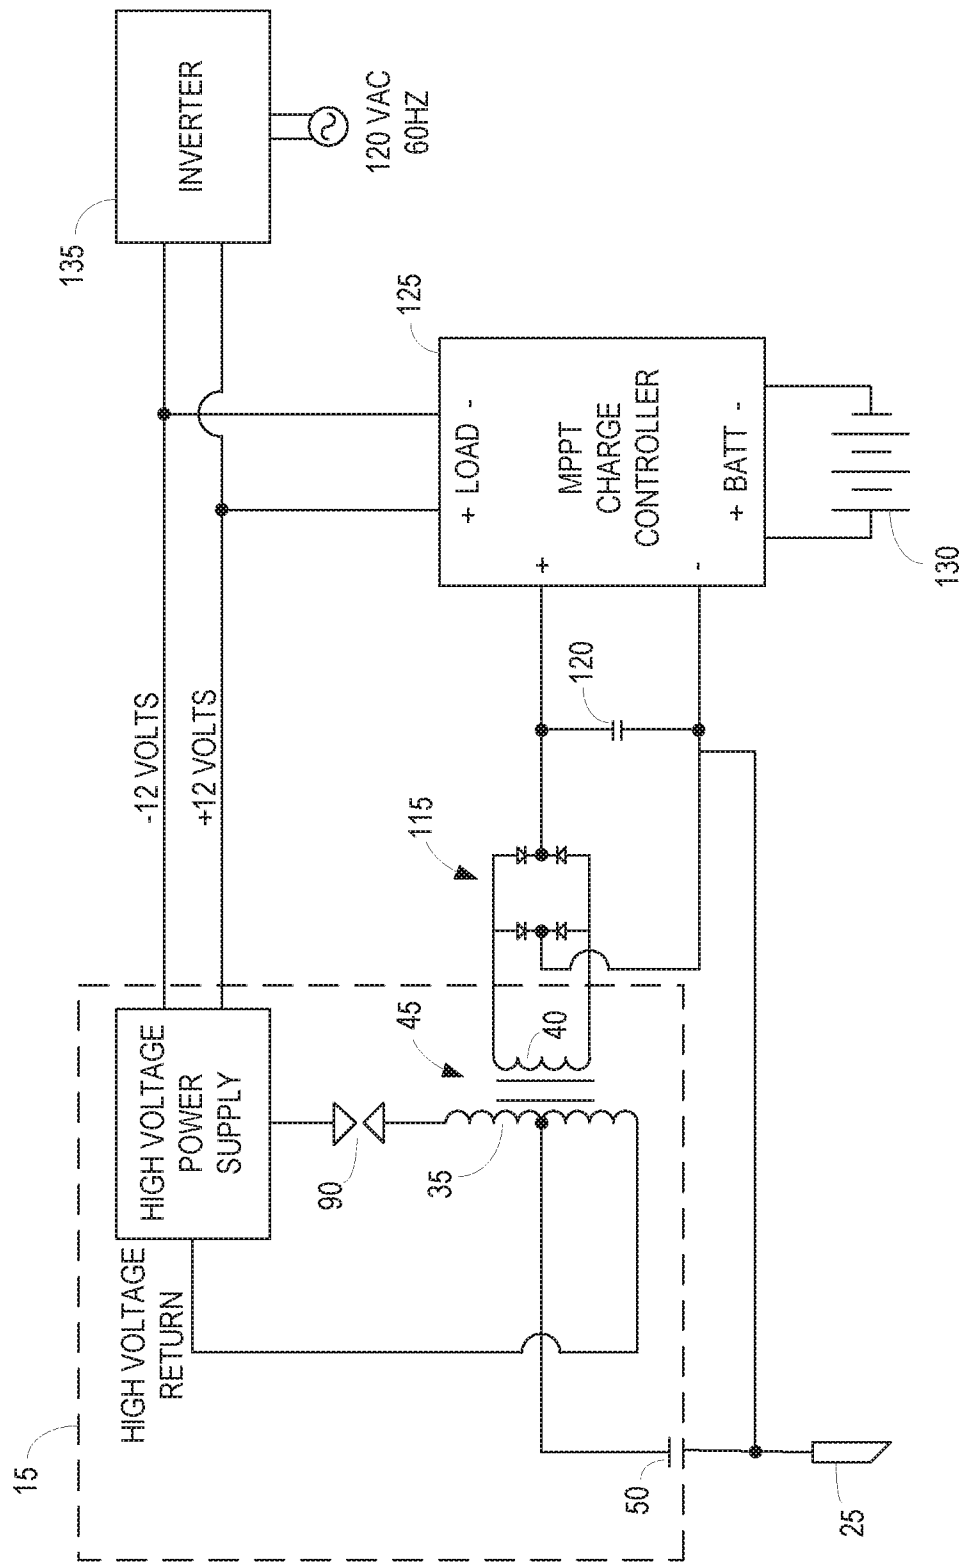 15
HIGH VOLTAGE
RETURN
HIGH VOLTAGE
POWER
SUPPLY
-12 VOLTS
+12 VOLTS
135
INVERTER
120 VAC
60HZ
90
35
45
40
115
120
125
+ LOAD -
MPPT
CHARGE
CONTROLLER
+
-
+ BATT -
130
50
25